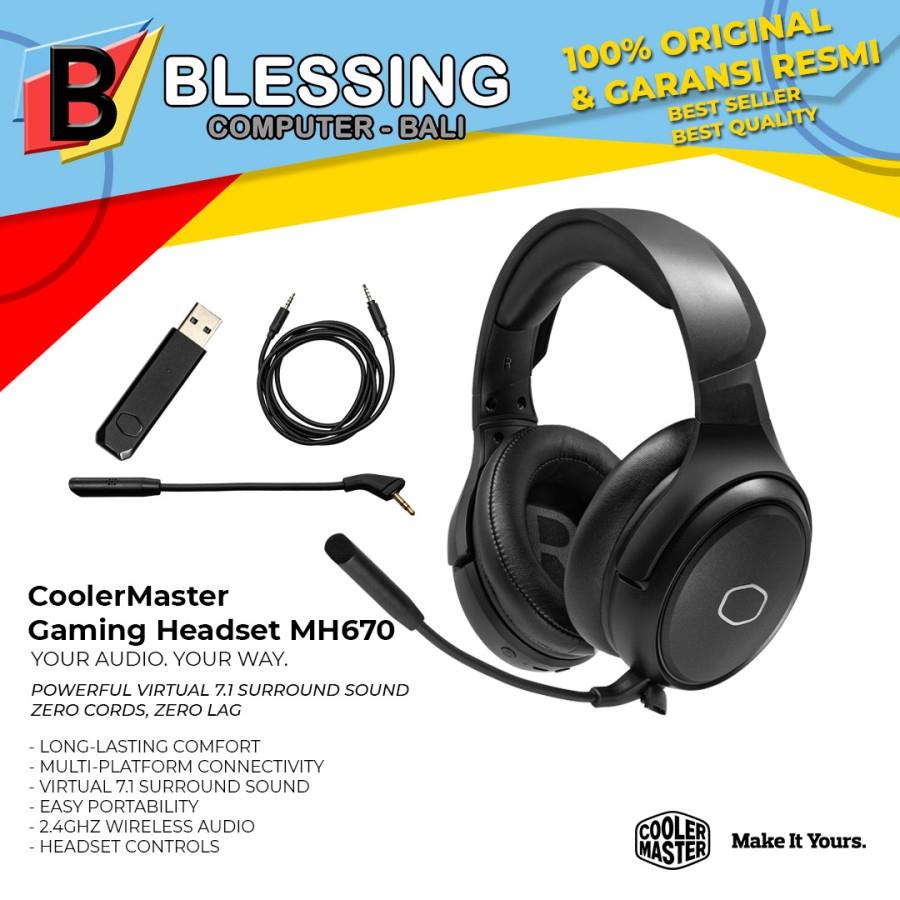 B BLESSING
COMPUTER - BALI
100% ORIGINAL
& GARANSI RESMI
BEST SELLER
BEST QUALITY
R
CoolerMaster
Gaming Headset MH670
YOUR AUDIO. YOUR WAY.
POWERFUL VIRTUAL 7.1 SURROUND SOUND
ZERO CORDS, ZERO LAG
- LONG-LASTING COMFORT
- MULTI-PLATFORM CONNECTIVITY
- VIRTUAL 7.1 SURROUND SOUND
- EASY PORTABILITY
- 2.4GHZ WIRELESS AUDIO
- HEADSET CONTROLS
COOLER
MASTER
Make It Yours.